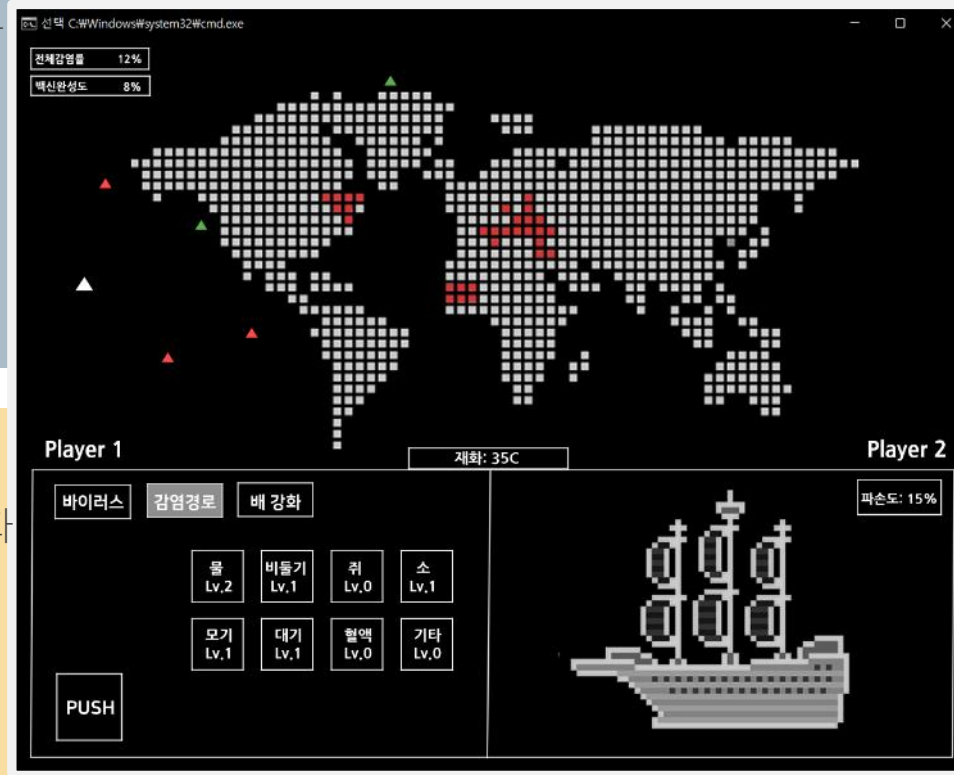 선택 C:₩Windows₩system32₩cmd.exe
전체감염률 12%
백신완성도 8%
Player 1
Player 2
재화: 35C
바이러스 감염경로 배 강화
파손도: 15%
물 비둘기 쥐 소
Lv.2 Lv.1 Lv.0 Lv.1
모기 대기 혈액 기타
Lv.1 Lv.1 Lv.0 Lv.0
PUSH